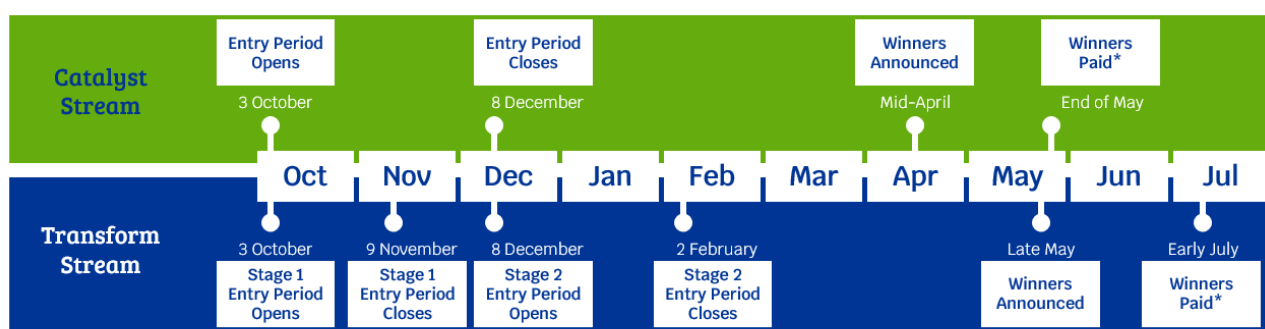 Catalyst
Stream
Entry Period
Opens
3 October
Entry Period
Closes
8 December
Winners
Announced
Mid-April
Winners
Paid*
End of May
Oct
Nov
Dec
Jan
Feb
Mar
Apr
May
Jun
Jul
Transform
Stream
3 October
Stage 1
Entry Period
Opens
9 November
Stage 1
Entry Period
Closes
8 December
Stage 2
Entry Period
Opens
2 February
Stage 2
Entry Period
Closes
Late May
Winners
Announced
Early July
Winners
Paid*